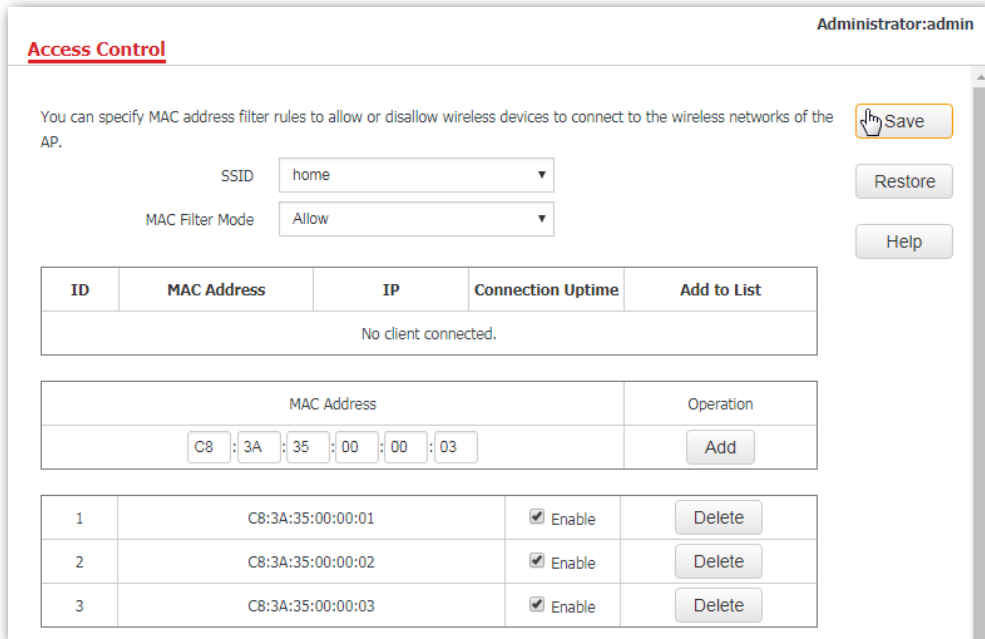 Administrator:admin
Access Control
You can specify MAC address filter rules to allow or disallow wireless devices to connect to the wireless networks of the
AP.
Save
SSID home
Restore
MAC Filter Mode Allow
Help
ID MAC Address IP Connection Uptime Add to List
No client connected.
MAC Address Operation
C8 : 3A : 35 : 00 : 00 : 03 Add
1 C8:3A:35:00:00:01 Enable Delete
2 C8:3A:35:00:00:02 Enable Delete
3 C8:3A:35:00:00:03 Enable Delete